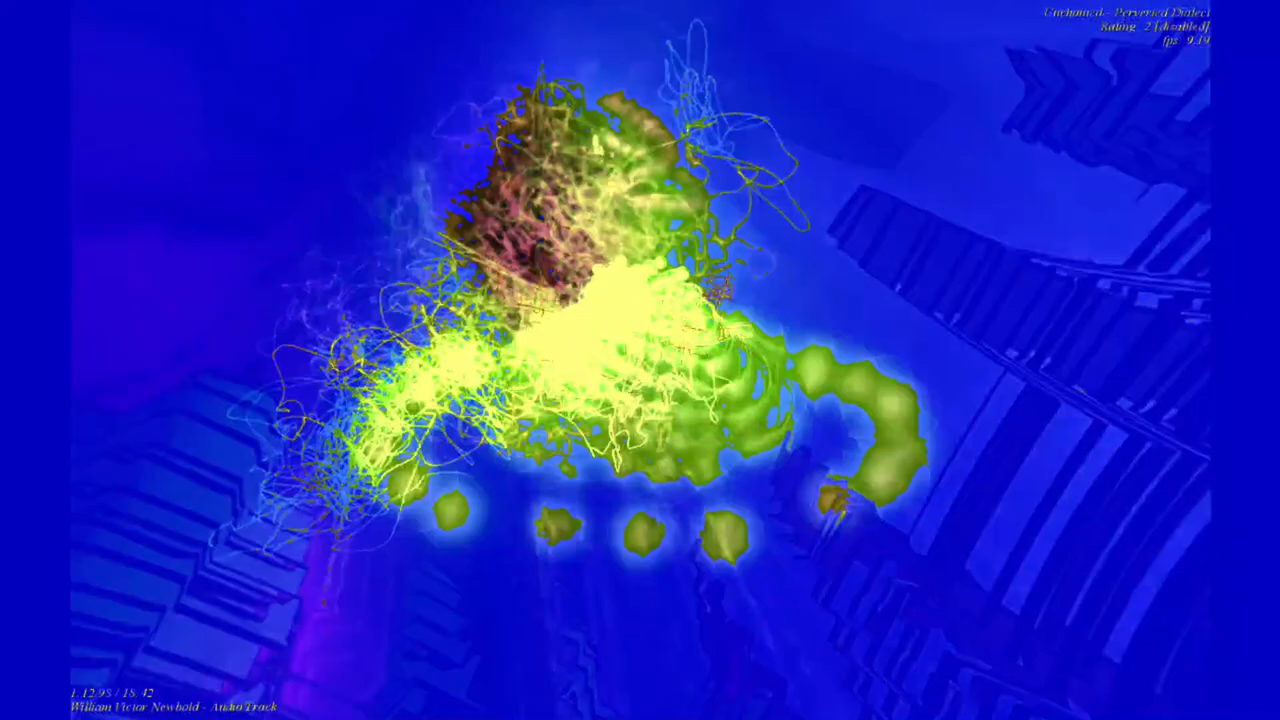 Unchained - Perverted Dialect
Rating: 2 [disabled]
fps: 9.19
1: 12.98 / 18.42
William Victor Newbold - Audio Track